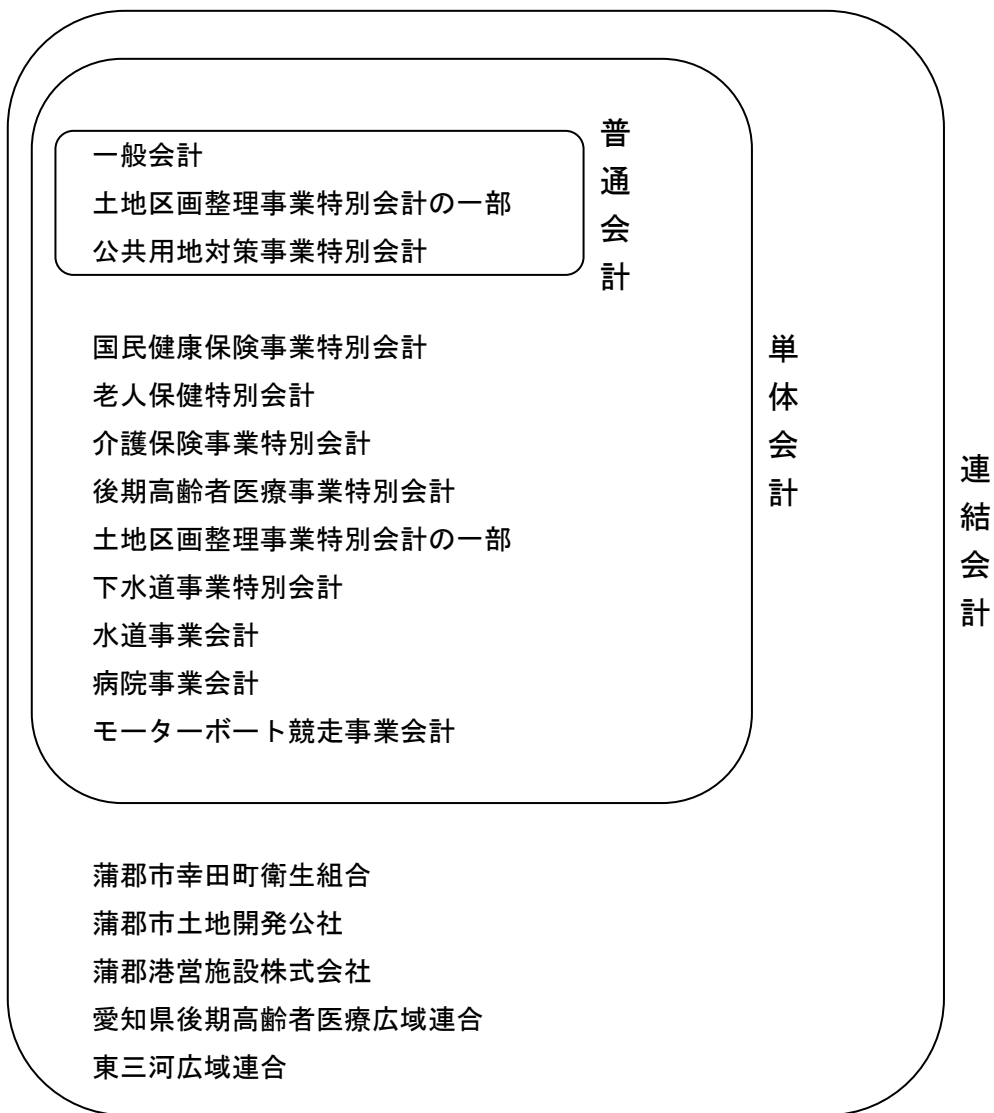 一般会計
土地区画整理事業特別会計の一部
公共用地対策事業特別会計
普通会計
国民健康保険事業特別会計
老人保健特別会計
介護保険事業特別会計
後期高齢者医療事業特別会計
土地区画整理事業特別会計の一部
下水道事業特別会計
水道事業会計
病院事業会計
モーターボート競走事業会計
単体会計
蒲郡市幸田町衛生組合
蒲郡市土地開発公社
蒲郡港営施設株式会社
愛知県後期高齢者医療広域連合
東三河広域連合
連結会計